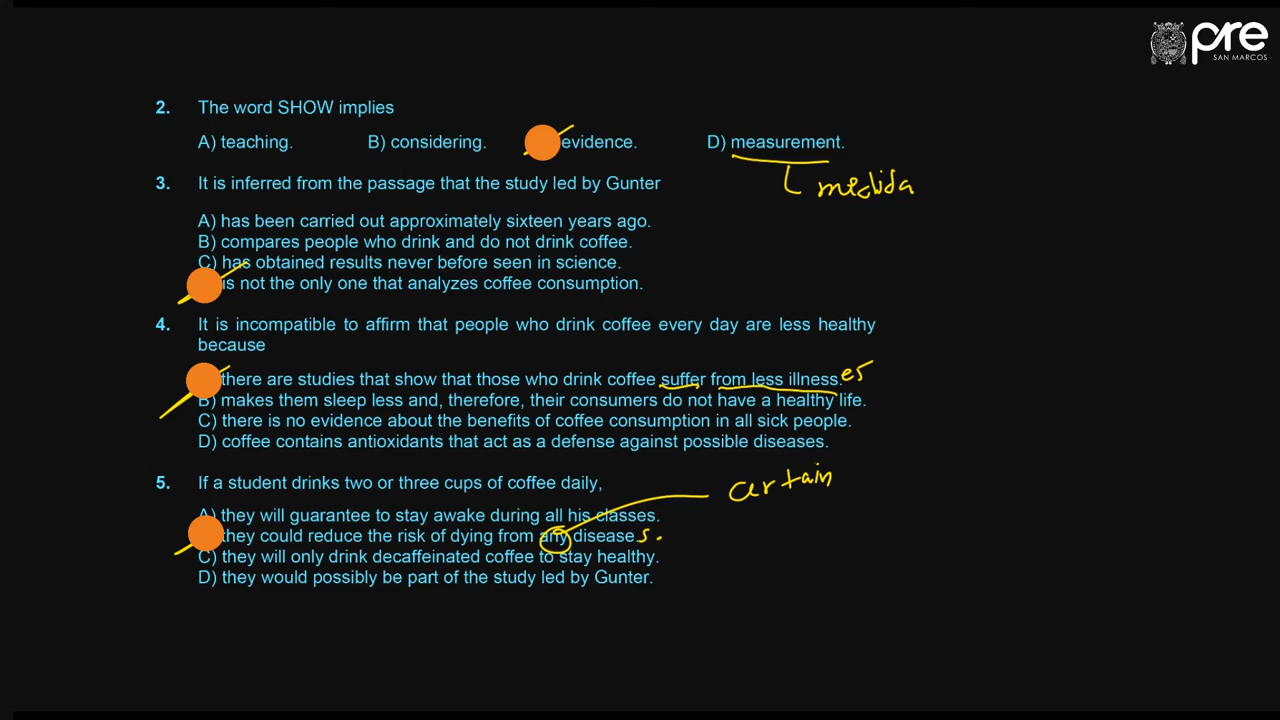 pre
SAN MARCOS
2. The word SHOW implies
A) teaching. B) considering. evidence. D) measurement.
medida
3. It is inferred from the passage that the study led by Gunter
A) has been carried out approximately sixteen years ago.
B) compares people who drink and do not drink coffee.
C) has obtained results never before seen in science.
is not the only one that analyzes coffee consumption.
4. It is incompatible to affirm that people who drink coffee every day are less healthy
because
there are studies that show that those who drink coffee suffer from less illness. es
B) makes them sleep less and, therefore, their consumers do not have a healthy life.
C) there is no evidence about the benefits of coffee consumption in all sick people.
D) coffee contains antioxidants that act as a defense against possible diseases.
5. If a student drinks two or three cups of coffee daily,
certain
A) they will guarantee to stay awake during all his classes.
they could reduce the risk of dying from any disease. s.
C) they will only drink decaffeinated coffee to stay healthy.
D) they would possibly be part of the study led by Gunter.